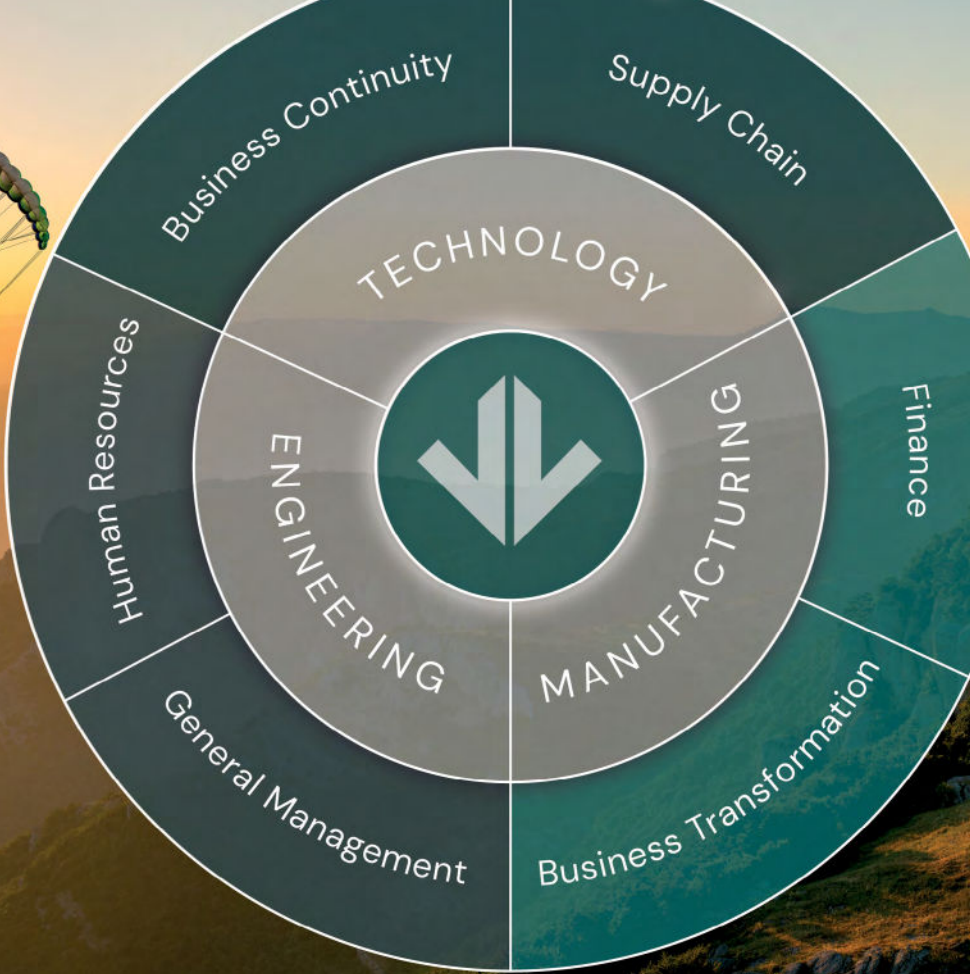 Business Continuity
Supply Chain
TECHNOLOGY
Human Resources
Finance
ENGINEERING
MANUFACTURING
General Management
Business Transformation